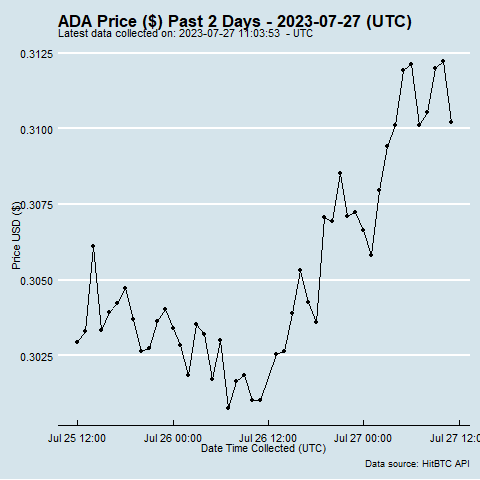 ADA Price ($) Past 2 Days - 2023-07-27 (UTC)
Latest data collected on: 2023-07-27 11:03:53 - UTC
0.3125
0.3100
0.3075
0.3050
0.3025
Price USD ($)
Jul 25 12:00
Jul 26 00:00
Jul 26 12:00
Jul 27 00:00
Jul 27 12:00
Date Time Collected (UTC)
Data source: HitBTC API